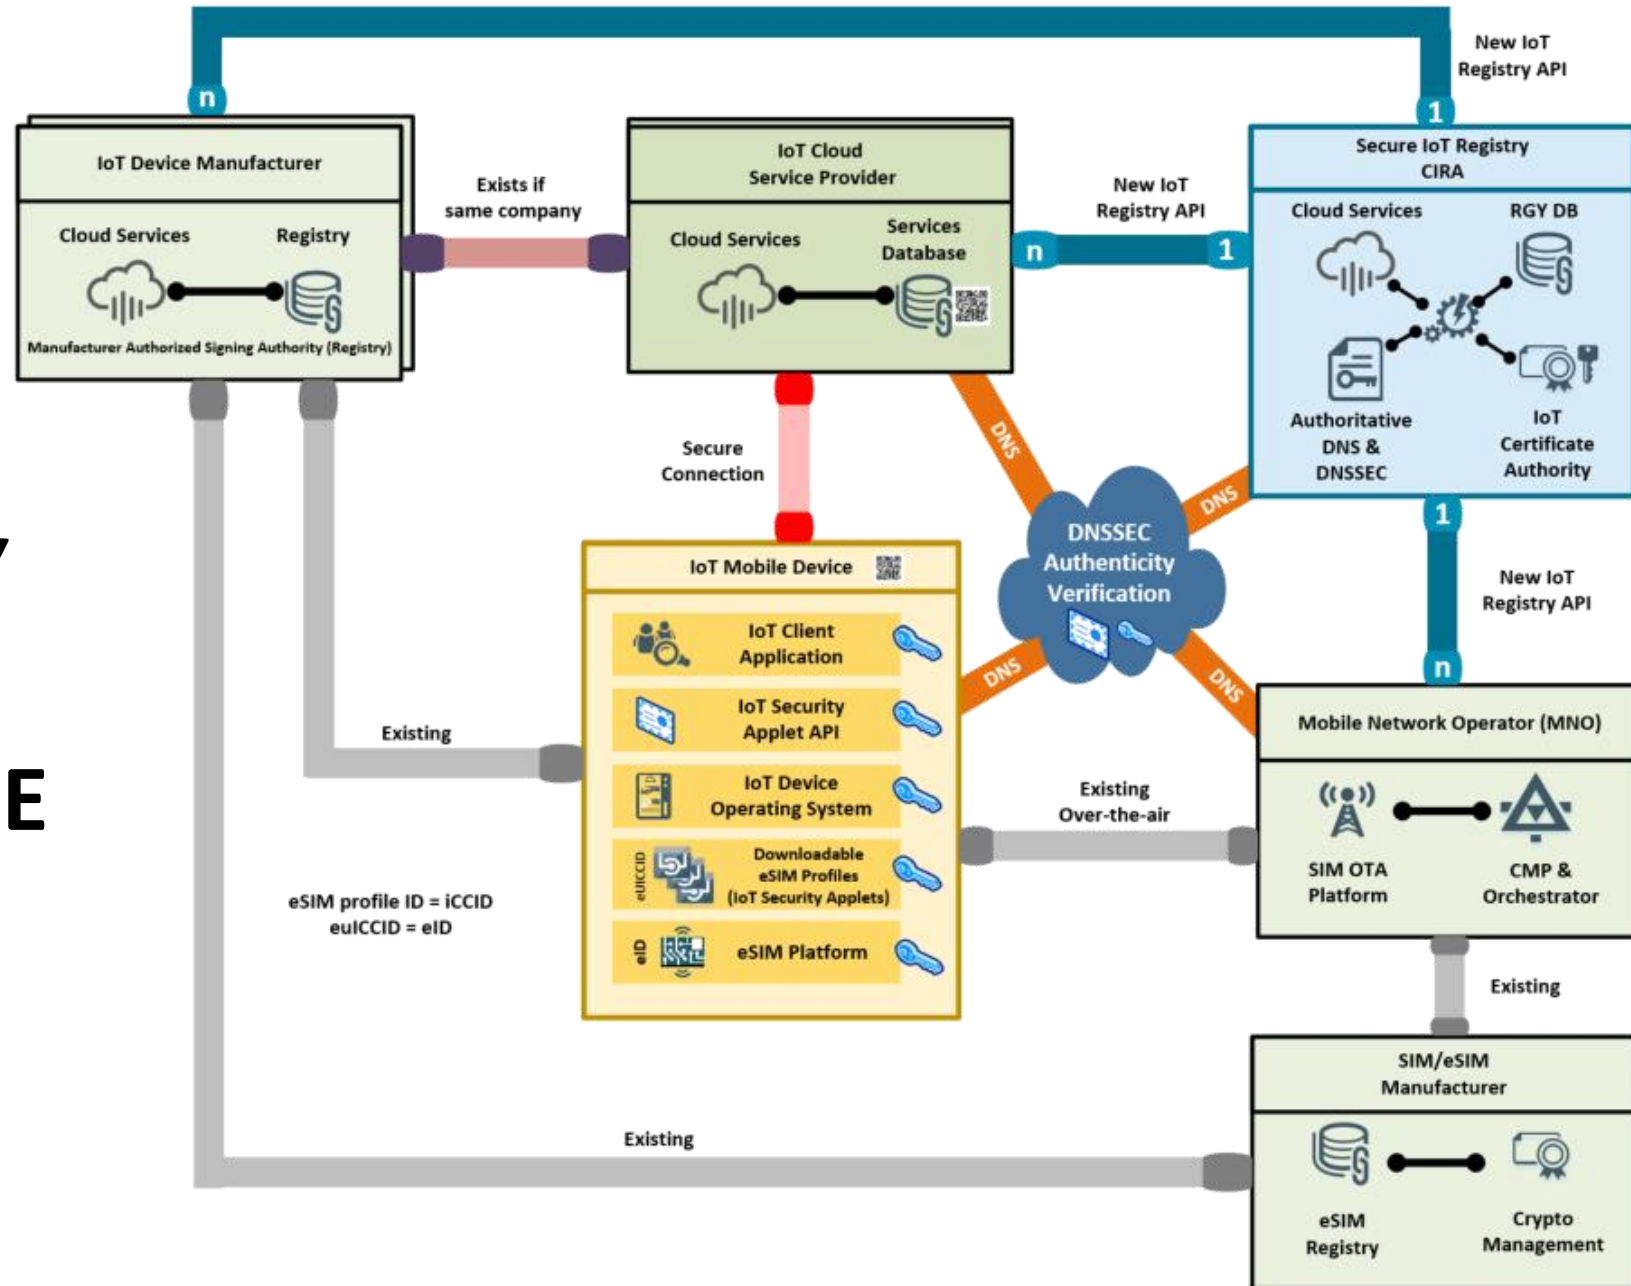 New IoT
Registry API
n
1
IoT Device Manufacturer
Cloud Services
Registry
Manufacturer Authorized Signing Authority (Registry)
Exists if
same company
IoT Cloud
Service Provider
Cloud Services
Services
Database
New IoT
Registry API
n
1
Secure IoT Registry
CIRA
Cloud Services
RGY DB
Authoritative
DNS &
DNSSEC
IoT
Certificate
Authority
Secure
Connection
DNS
DNS
DNSSEC
Authenticity
Verification
DNS
DNS
1
New IoT
Registry API
n
Y
E
IoT Mobile Device
IoT Client
Application
IoT Security
Applet API
IoT Device
Operating System
eUICCID
Downloadable
eSIM Profiles
(IoT Security Applets)
eID
eSIM Platform
Existing
eSIM profile ID = iCCID
euICCID = eID
Existing
Over-the-air
Mobile Network Operator (MNO)
SIM OTA
Platform
CMP &
Orchestrator
Existing
Existing
SIM/eSIM
Manufacturer
eSIM
Registry
Crypto
Management